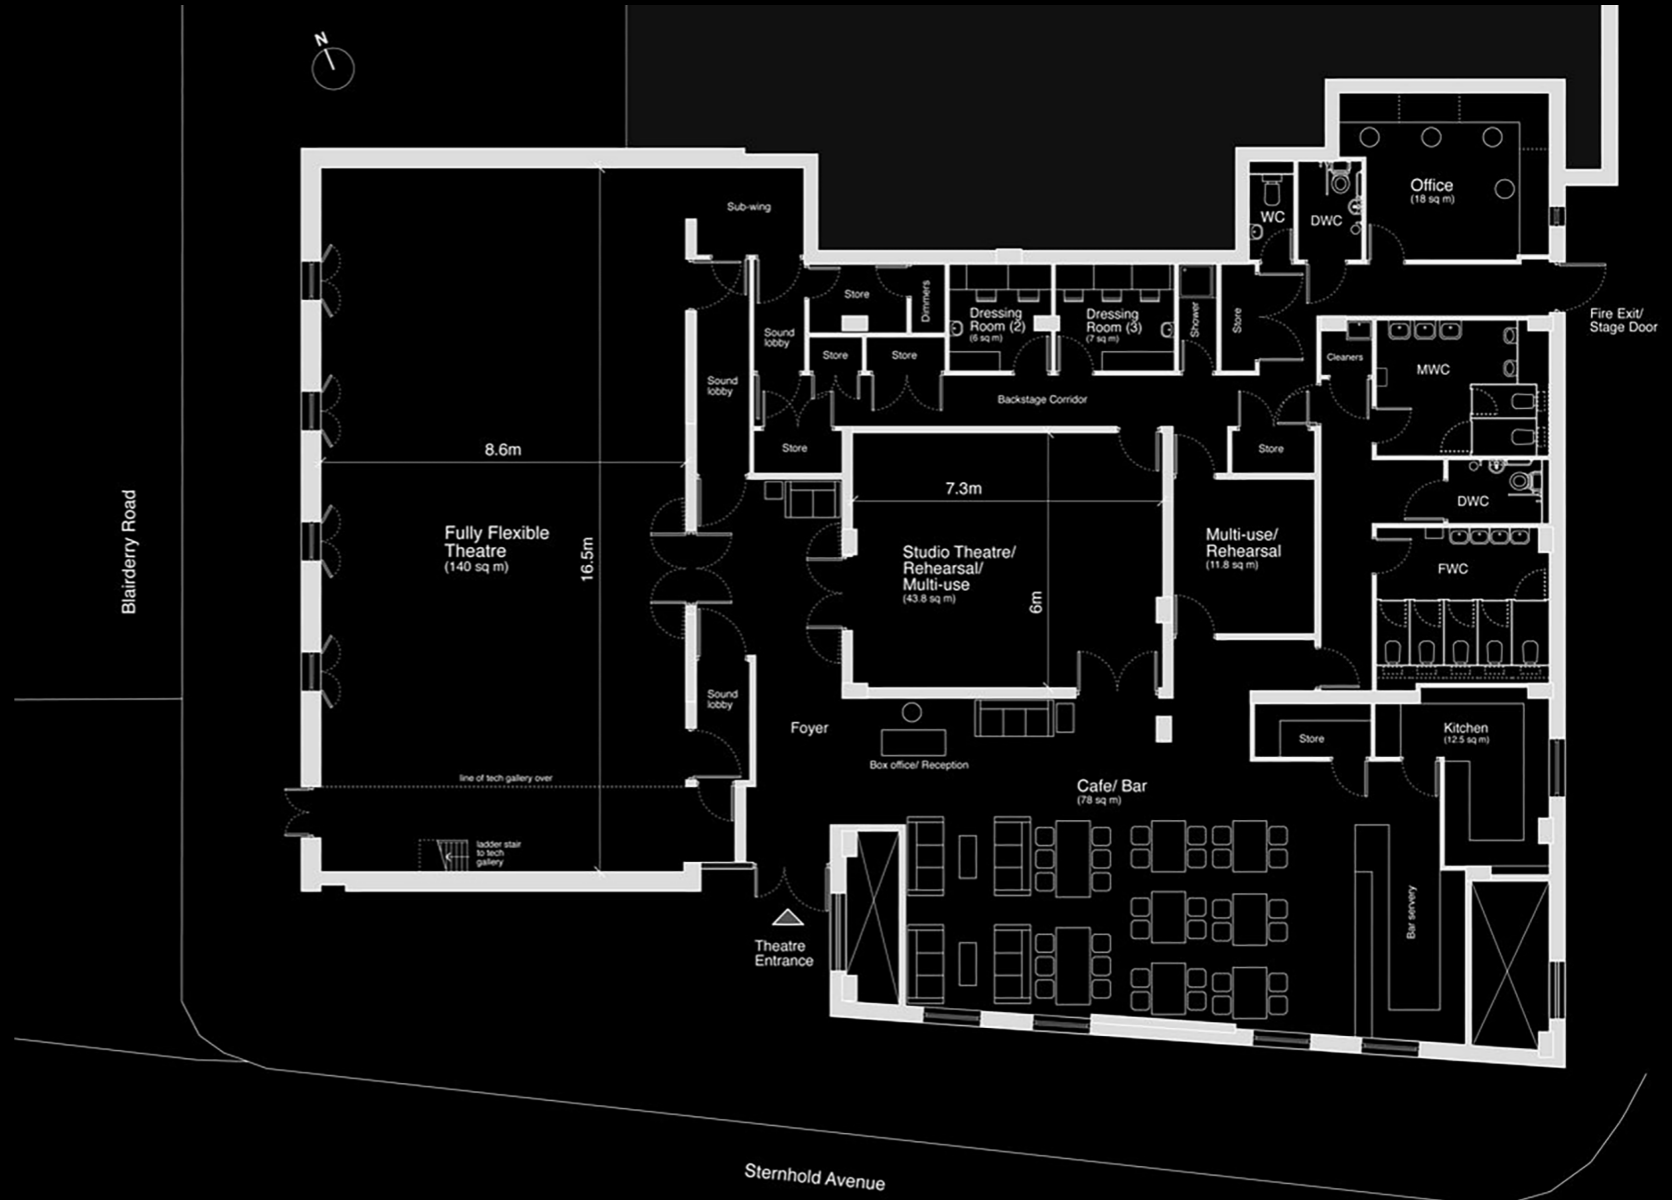 N
Sub-wing
WC
DWC
Office
(18 sq m)
Store
Dimmers
Dressing
Room (2)
(6 sq m)
Dressing
Room (3)
(7 sq m)
Shower
Store
Fire Exit/
Stage Door
Sound
lobby
Store
Store
Cleaners
MWC
Sound
lobby
Backstage Corridor
Store
Store
8.6m
7.3m
DWC
Blairderry Road
Fully Flexible
Theatre
(140 sq m)
16.5m
Studio Theatre/
Rehearsal/
Multi-use
(43.8 sq m)
6m
Multi-use/
Rehearsal
(11.8 sq m)
FWC
Sound
lobby
Foyer
Box office/ Reception
Store
Kitchen
(12.5 sq m)
line of tech gallery over
Cafe/ Bar
(78 sq m)
ladder stair
to tech
gallery
Bar servery
Theatre
Entrance
Sternhold Avenue